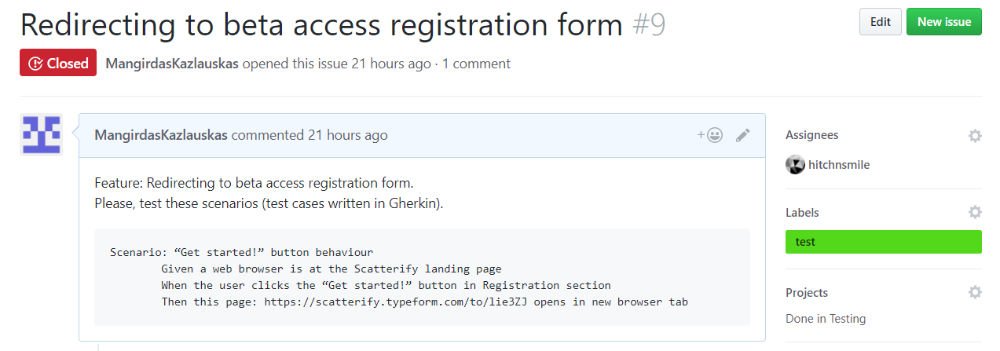 Redirecting to beta access registration form #9
Edit
New issue
Closed
MangirdasKazlauskas opened this issue 21 hours ago · 1 comment
MangirdasKazlauskas commented 21 hours ago
Feature: Redirecting to beta access registration form.
Please, test these scenarios (test cases written in Gherkin).
Scenario: “Get started!” button behaviour
Given a web browser is at the Scatterify landing page
When the user clicks the “Get started!” button in Registration section
Then this page: https://scatterify.typeform.com/to/lie3ZJ opens in new browser tab
Assignees
hitchnsmile
Labels
test
Projects
Done in Testing